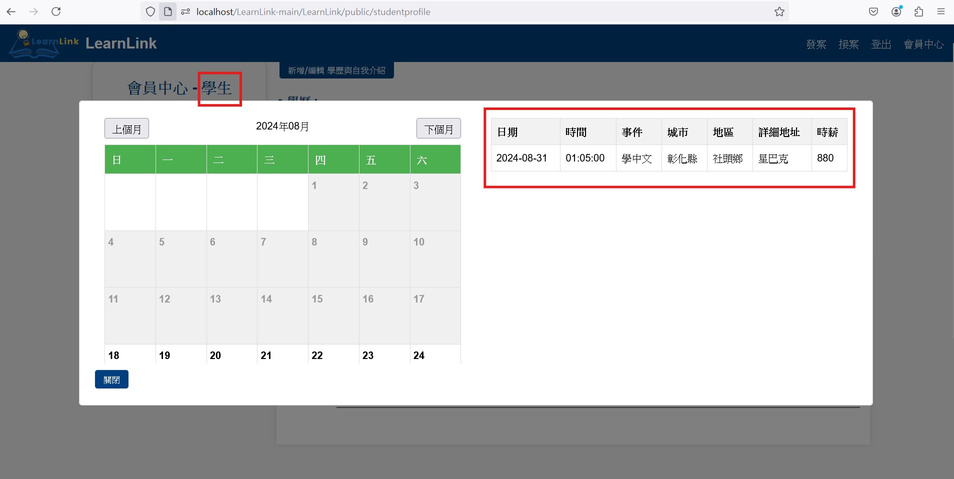 localhost/LearnLink-main/LearnLink/public/studentprofile
LearnLink LearnLink
發案 接案 登出 會員中心
新增/編輯 學歷與自我介紹
會員中心 - 學生
上個月 2024年08月 下個月
日 一 二 三 四 五 六
1 2 3
4 5 6 7 8 9 10
11 12 13 14 15 16 17
18 19 20 21 22 23 24
關閉
日期 時間 事件 城市 地區 詳細地址 時薪
2024-08-31 01:05:00 學中文 彰化縣 社頭鄉 星巴克 880